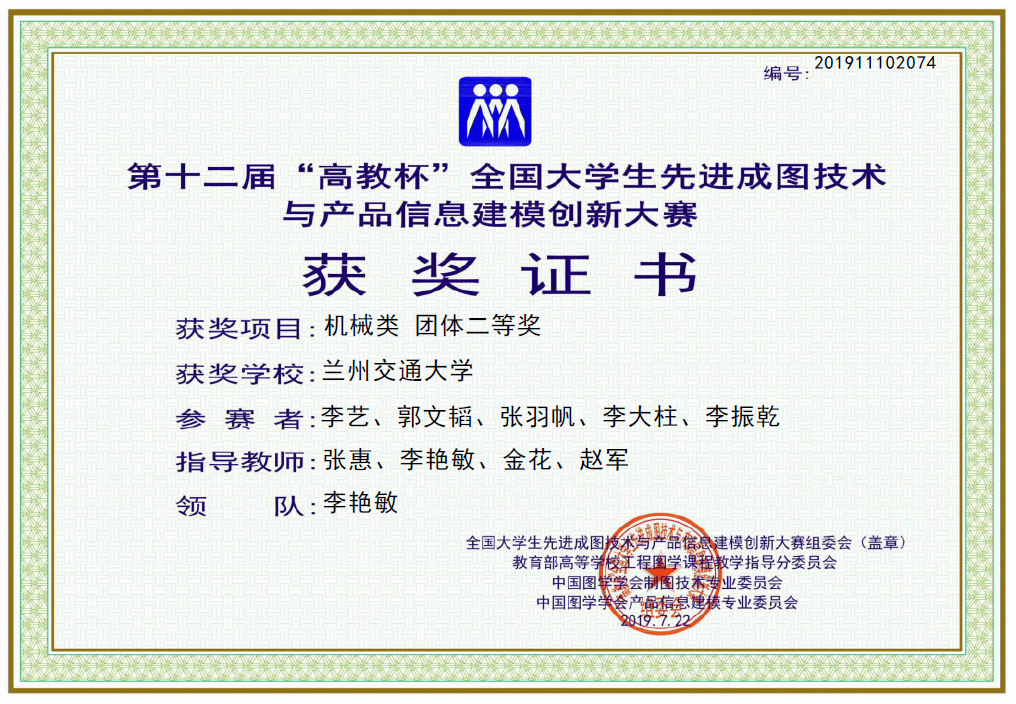 编号:201911102074
第十二届“高教杯”全国大学生先进成图技术
与产品信息建模创新大赛
获奖证书
获奖项目:机械类 团体二等奖
获奖学校:兰州交通大学
参赛者:李艺、郭文韬、张羽帆、李大柱、李振乾
指导教师:张惠、李艳敏、金花、赵军
领队:李艳敏
全国大学生先进成图技术与产品信息建模创新大赛组委会（盖章）
教育部高等学校工程图学课程教学指导分委员会
中国图学学会制图技术专业委员会
中国图学学会产品信息建模专业委员会
2019.7.22
组委会